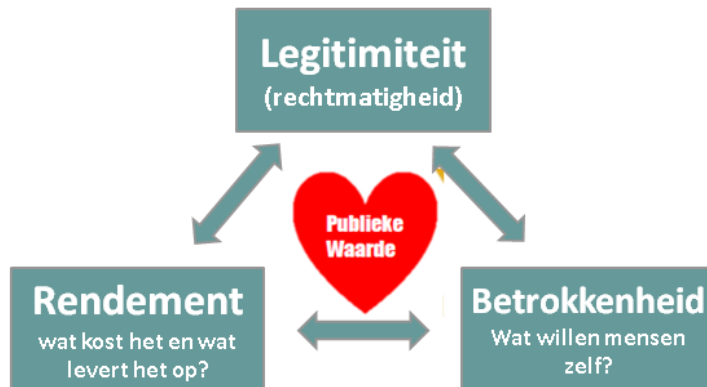 Legitimiteit
(rechtmatigheid)
Publieke
Waarde
Rendement
wat kost het en wat
levert het op?
Betrokkenheid
Wat willen mensen
zelf?